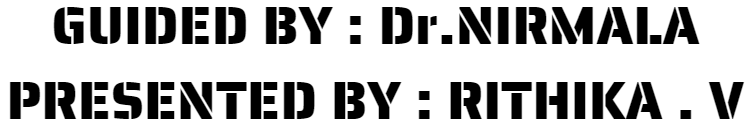 GUIDED BY : Dr.NIRMALA
PRESENTED BY : RITHIKA . V